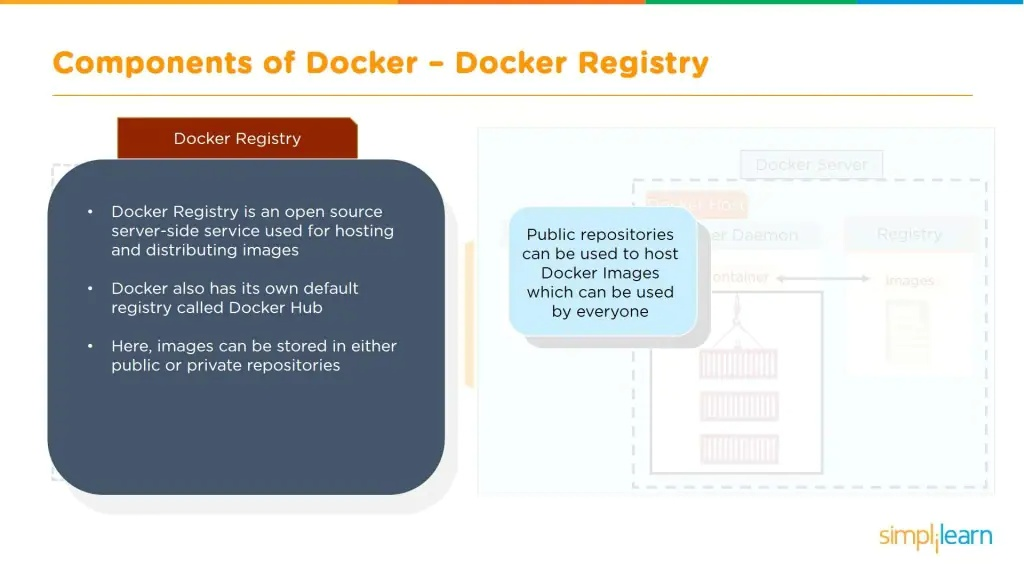 Components of Docker – Docker Registry
Docker Registry
• Docker Registry is an open source
server-side service used for hosting
and distributing images
• Docker also has its own default
registry called Docker Hub
• Here, images can be stored in either
public or private repositories
Public repositories
can be used to host
Docker Images
which can be used
by everyone
Docker Server
Host
Daemon
Registry
Images
simplilearn